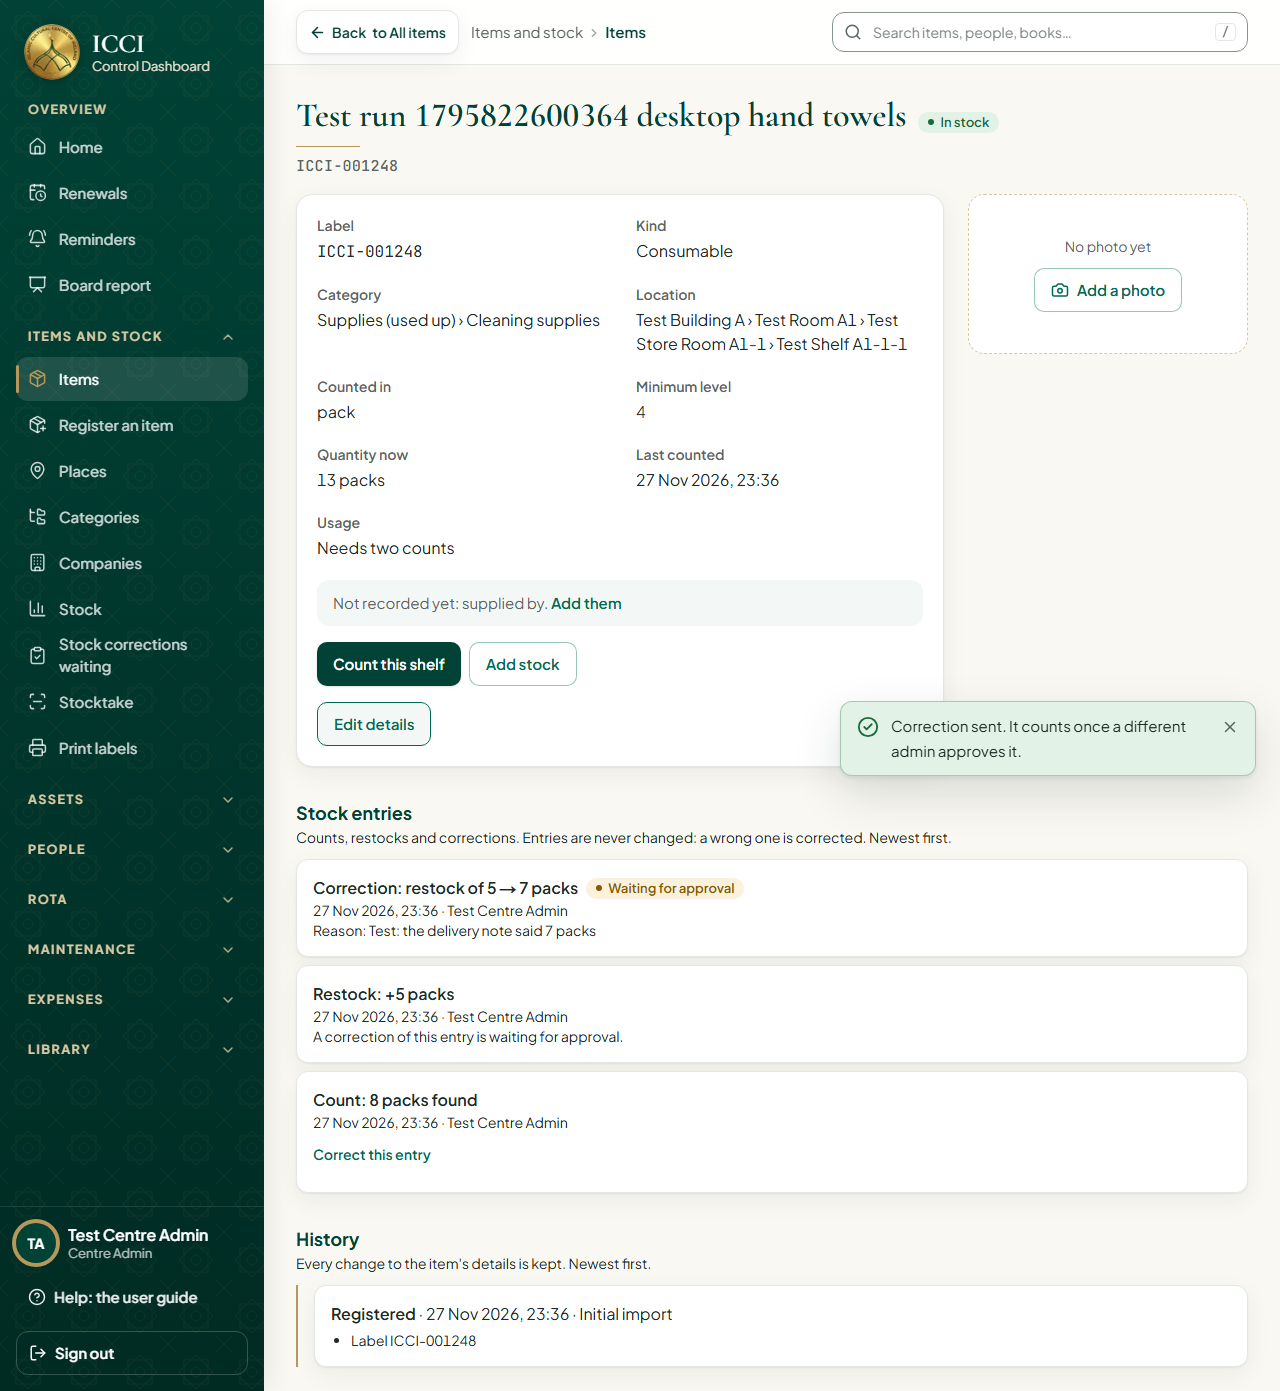 ICCI
Control Dashboard
OVERVIEW
Home
Renewals
Reminders
Board report
ITEMS AND STOCK
Items
Register an item
Places
Categories
Companies
Stock
Stock corrections
waiting
Stocktake
Print labels
ASSETS
PEOPLE
ROTA
MAINTENANCE
EXPENSES
LIBRARY
TA
Test Centre Admin
Centre Admin
Help: the user guide
Sign out
Back to All items
Items and stock › Items
Search items, people, books…
/
Test run 1795822600364 desktop hand towels
In stock
ICCI-001248
Label
ICCI-001248
Kind
Consumable
Category
Supplies (used up) › Cleaning supplies
Location
Test Building A › Test Room A1 › Test
Store Room A1-1 › Test Shelf A1-1-1
Counted in
pack
Minimum level
4
Quantity now
13 packs
Last counted
27 Nov 2026, 23:36
Usage
Needs two counts
Not recorded yet: supplied by. Add them
Count this shelf
Add stock
Edit details
No photo yet
Add a photo
Correction sent. It counts once a different
admin approves it.
Stock entries
Counts, restocks and corrections. Entries are never changed: a wrong one is corrected. Newest first.
Correction: restock of 5 → 7 packs
Waiting for approval
27 Nov 2026, 23:36 · Test Centre Admin
Reason: Test: the delivery note said 7 packs
Restock: +5 packs
27 Nov 2026, 23:36 · Test Centre Admin
A correction of this entry is waiting for approval.
Count: 8 packs found
27 Nov 2026, 23:36 · Test Centre Admin
Correct this entry
History
Every change to the item's details is kept. Newest first.
Registered · 27 Nov 2026, 23:36 · Initial import
• Label ICCI-001248